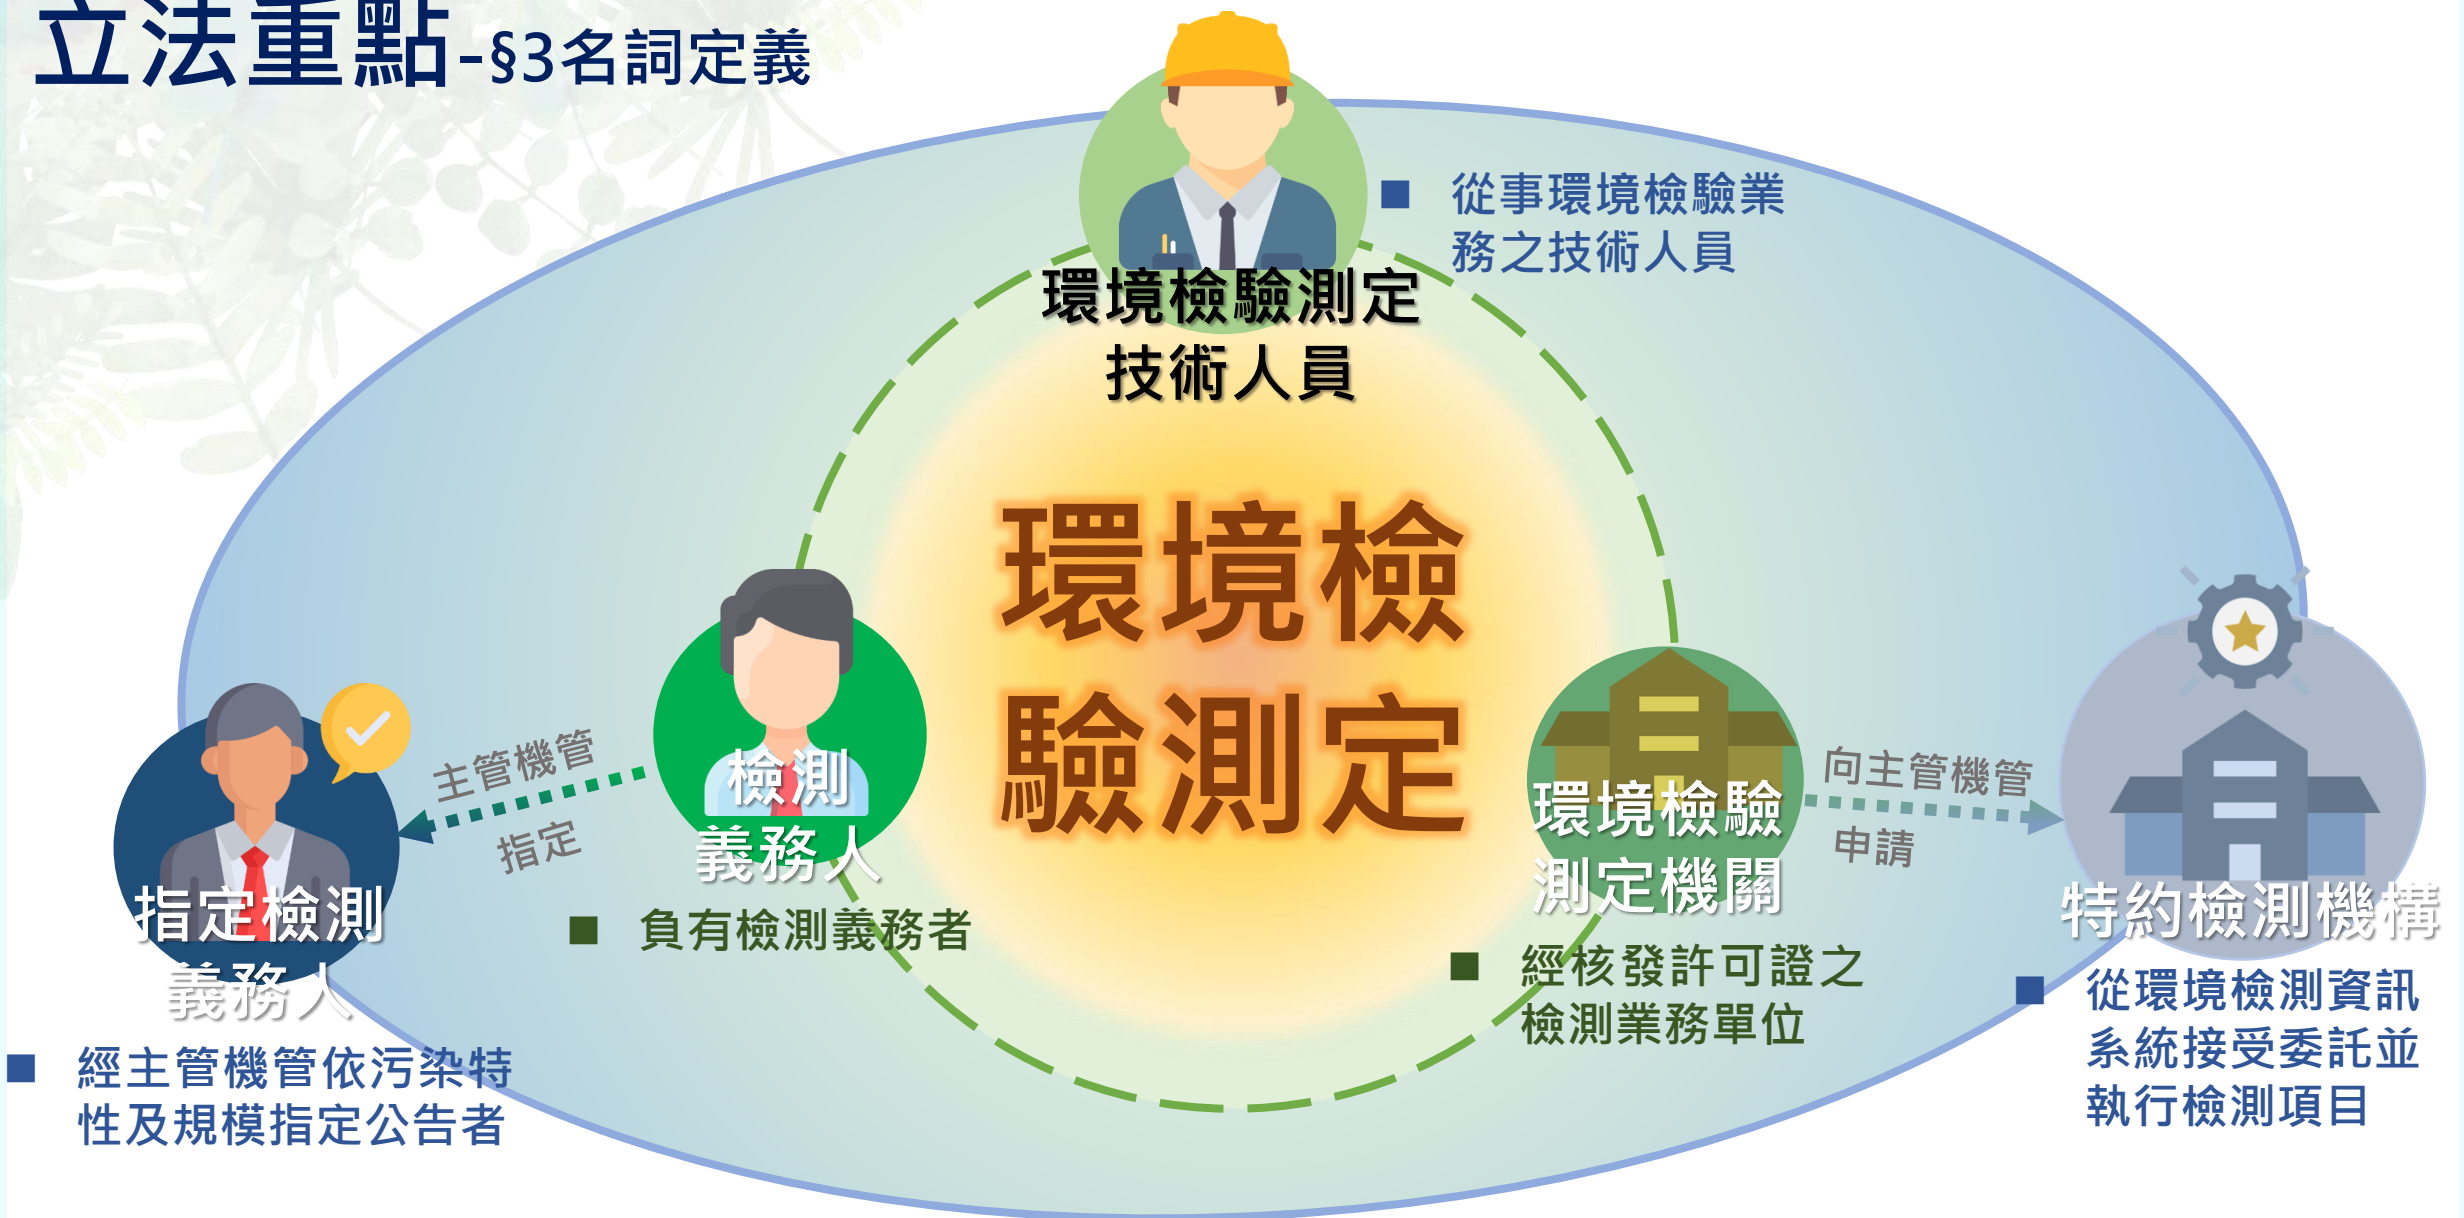 立法重點-§3名詞定義
環境檢驗測定
技術人員
■ 從事環境檢驗業
務之技術人員
環境檢
驗測定
檢測
義務人
■ 負有檢測義務者
主管機管
指定
指定檢測
義務人
■ 經主管機管依污染特
性及規模指定公告者
環境檢驗
測定機關
■ 經核發許可證之
檢測業務單位
向主管機管
申請
特約檢測機構
■ 從環境檢測資訊
系統接受委託並
執行檢測項目